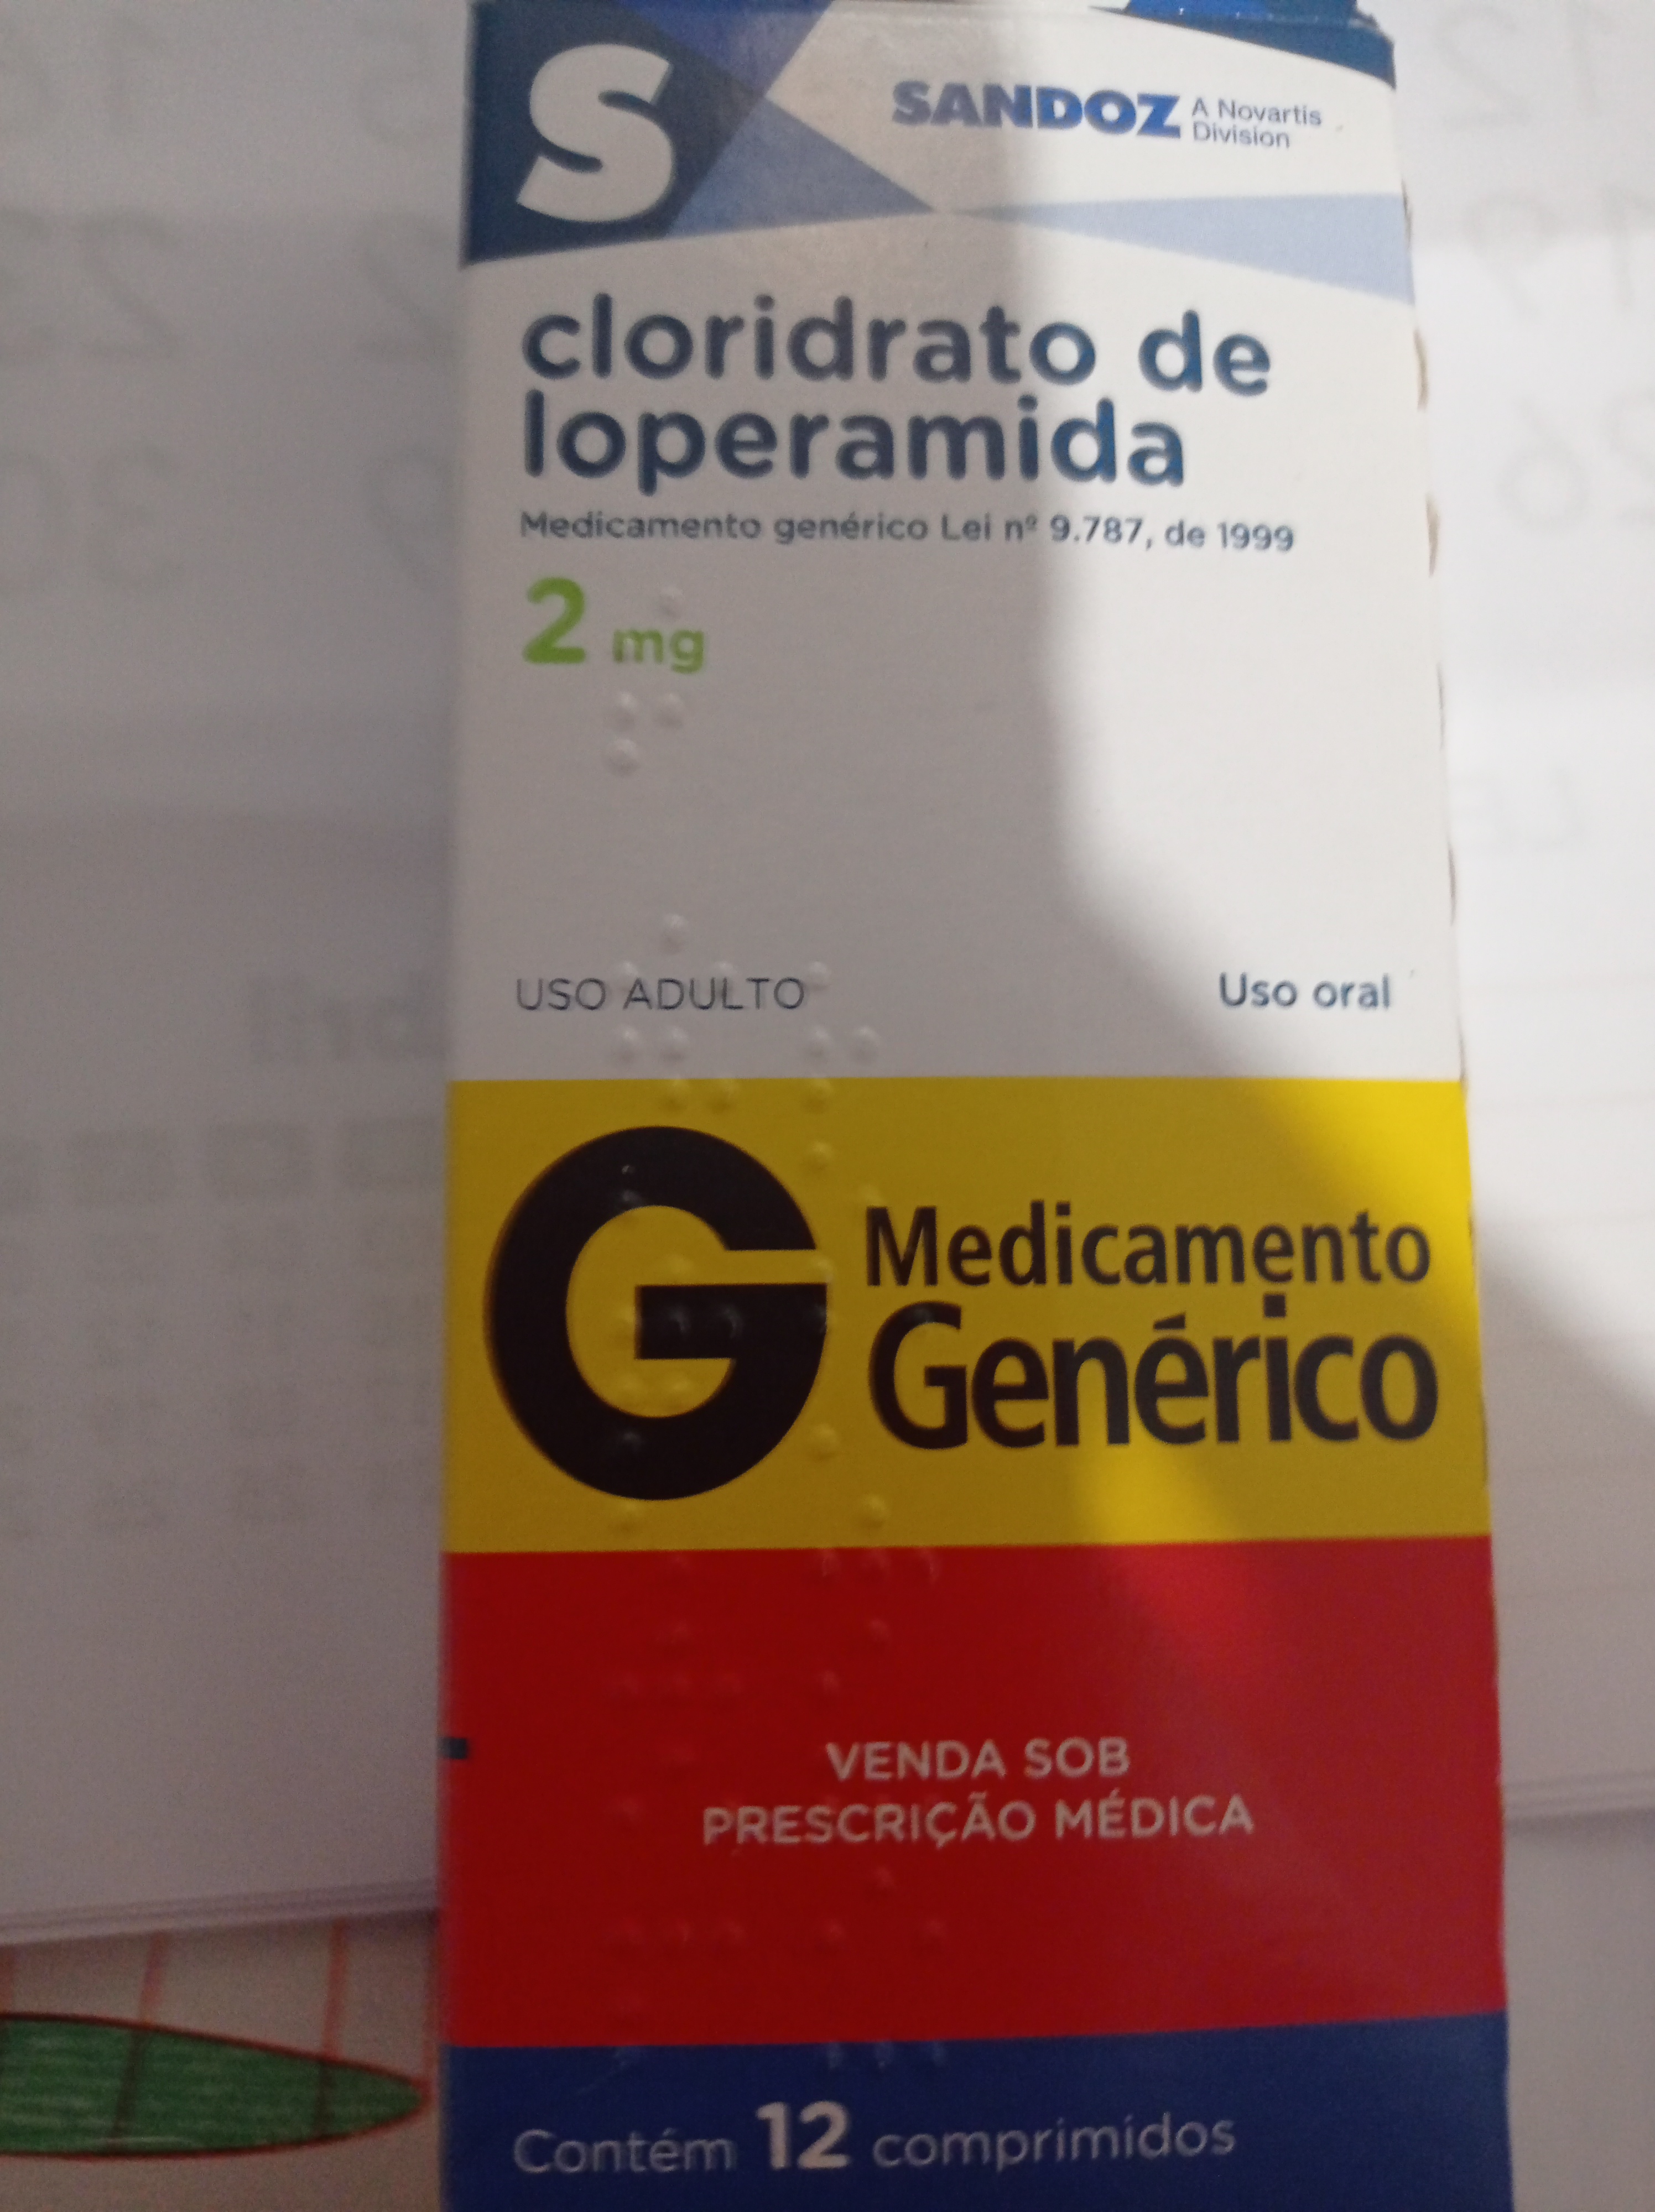 S
SANDOZ A Novartis
Division
cloridrato de
loperamida
Medicamento genérico Lei nº 9.787, de 1999
2 mg
USO ADULTO Uso oral
G Medicamento
Genérico
VENDA SOB
PRESCRIÇÃO MÉDICA
Contém 12 comprimidos